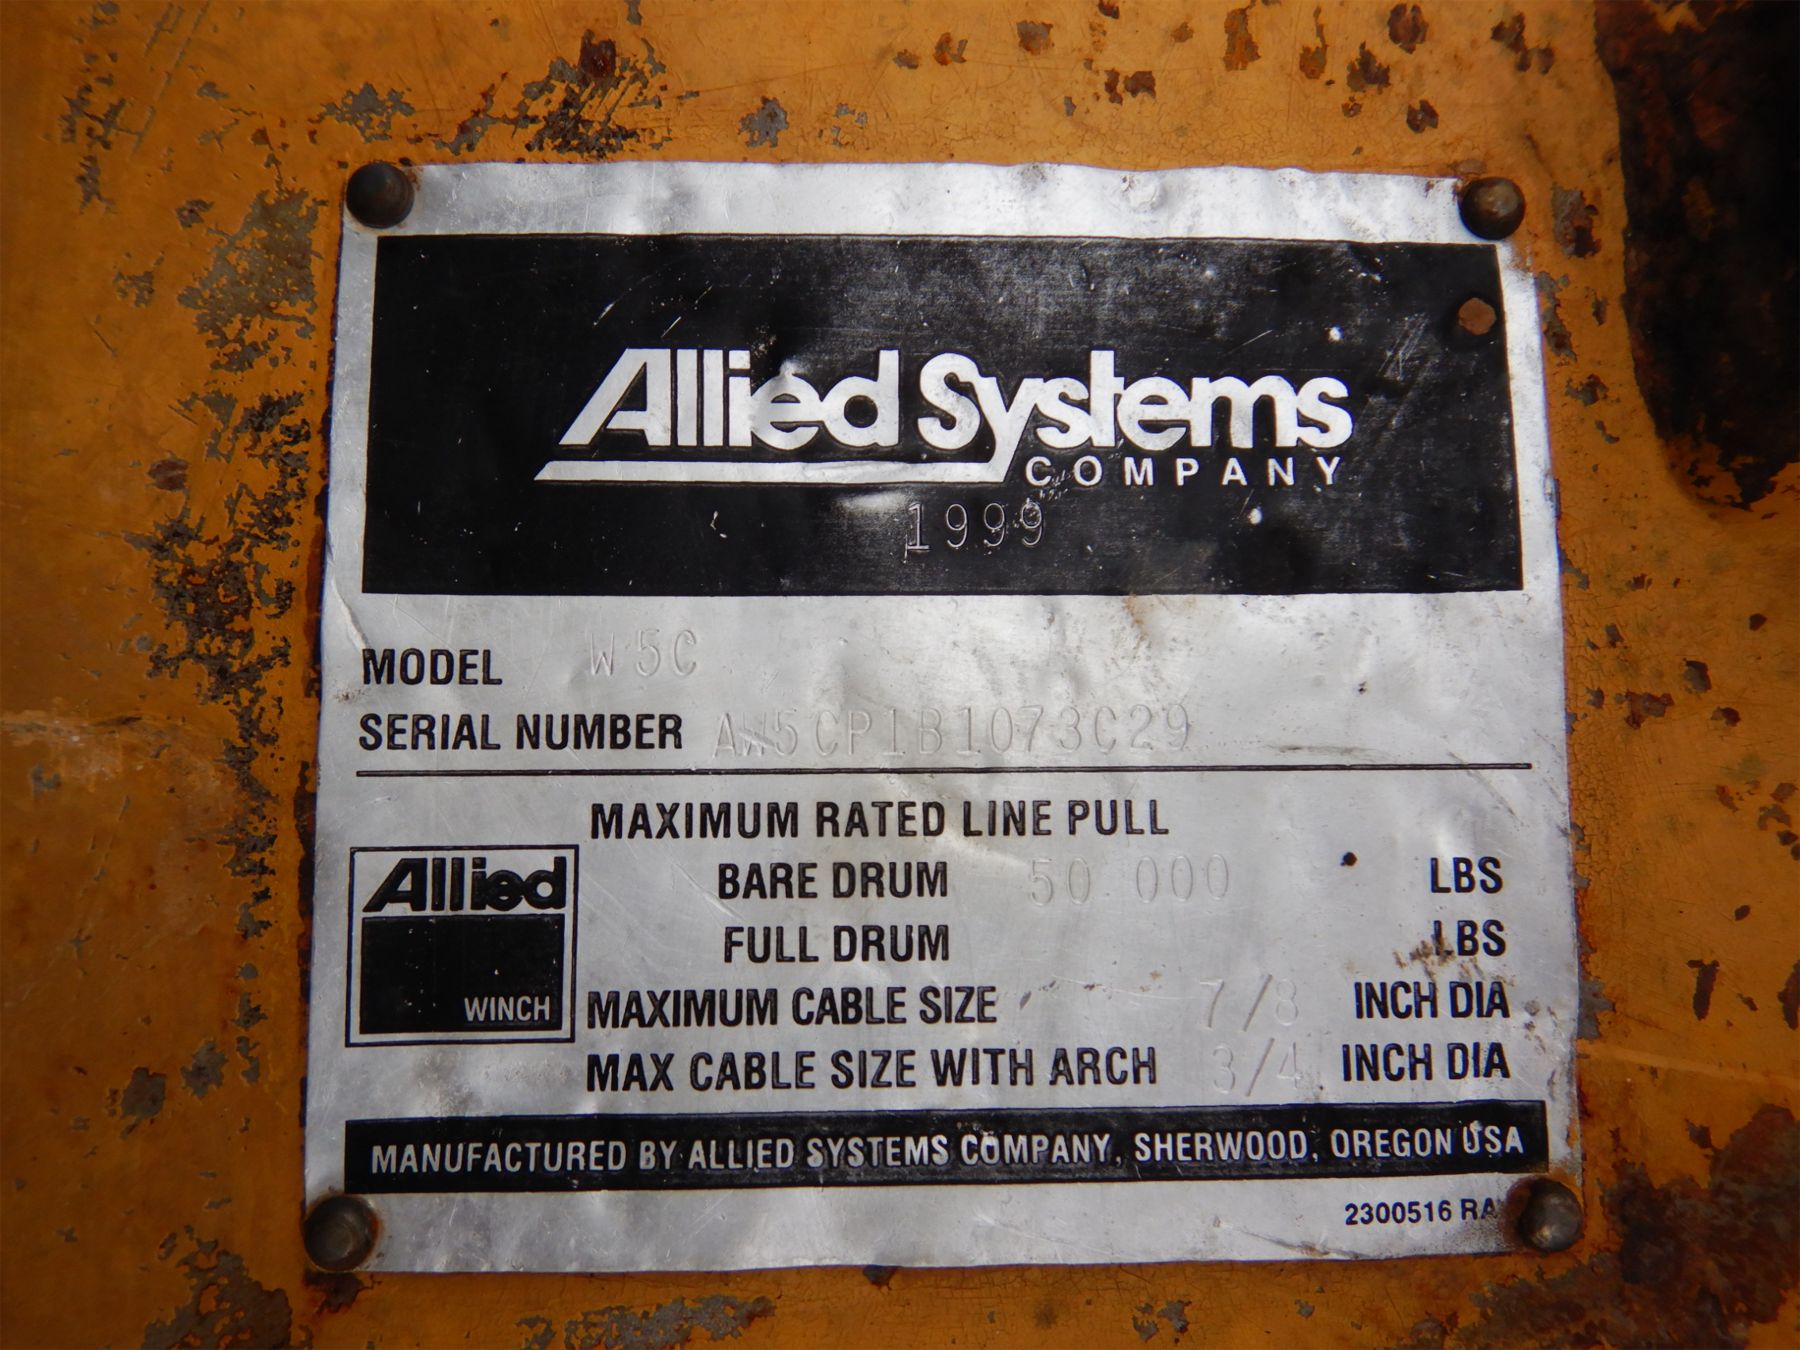 Allied Systems
COMPANY
1999
MODEL W5C
SERIAL NUMBER AW5CP1B1073C29
MAXIMUM RATED LINE PULL
BARE DRUM 50 000 LBS
FULL DRUM LBS
MAXIMUM CABLE SIZE 7/8 INCH DIA
MAX CABLE SIZE WITH ARCH 3/4 INCH DIA
Allied
WINCH
MANUFACTURED BY ALLIED SYSTEMS COMPANY, SHERWOOD, OREGON USA
2300516 RA